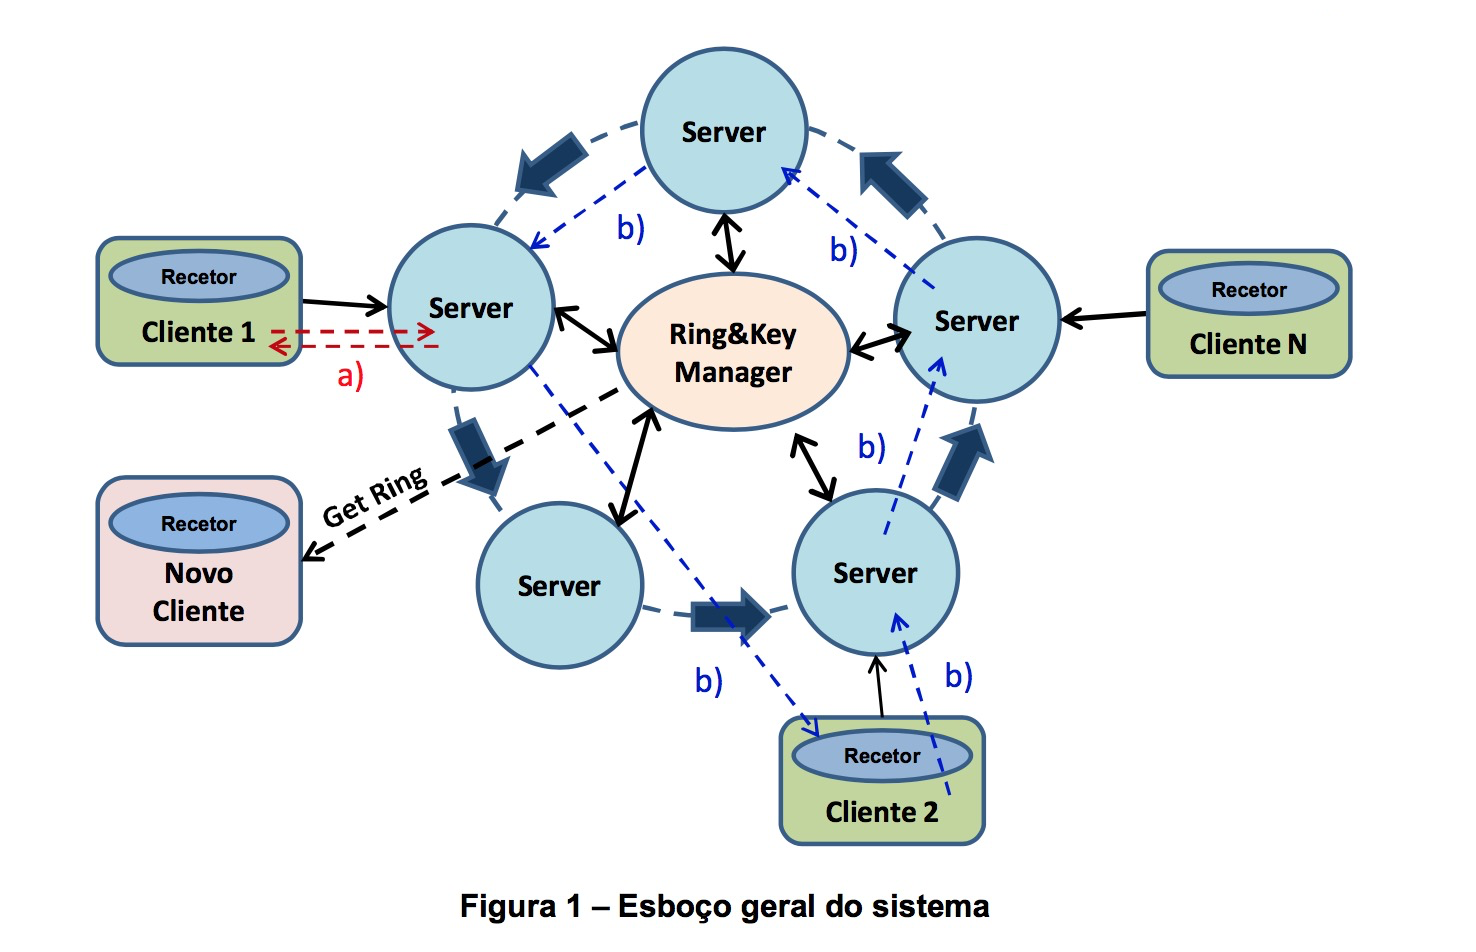 Server
b)
b)
Recetor
Cliente 1
a)
Server
Ring&Key
Manager
Server
Recetor
Cliente N
Get Ring
b)
Recetor
Novo
Cliente
Server
Server
b)
b)
Recetor
Cliente 2
Figura 1 – Esboço geral do sistema